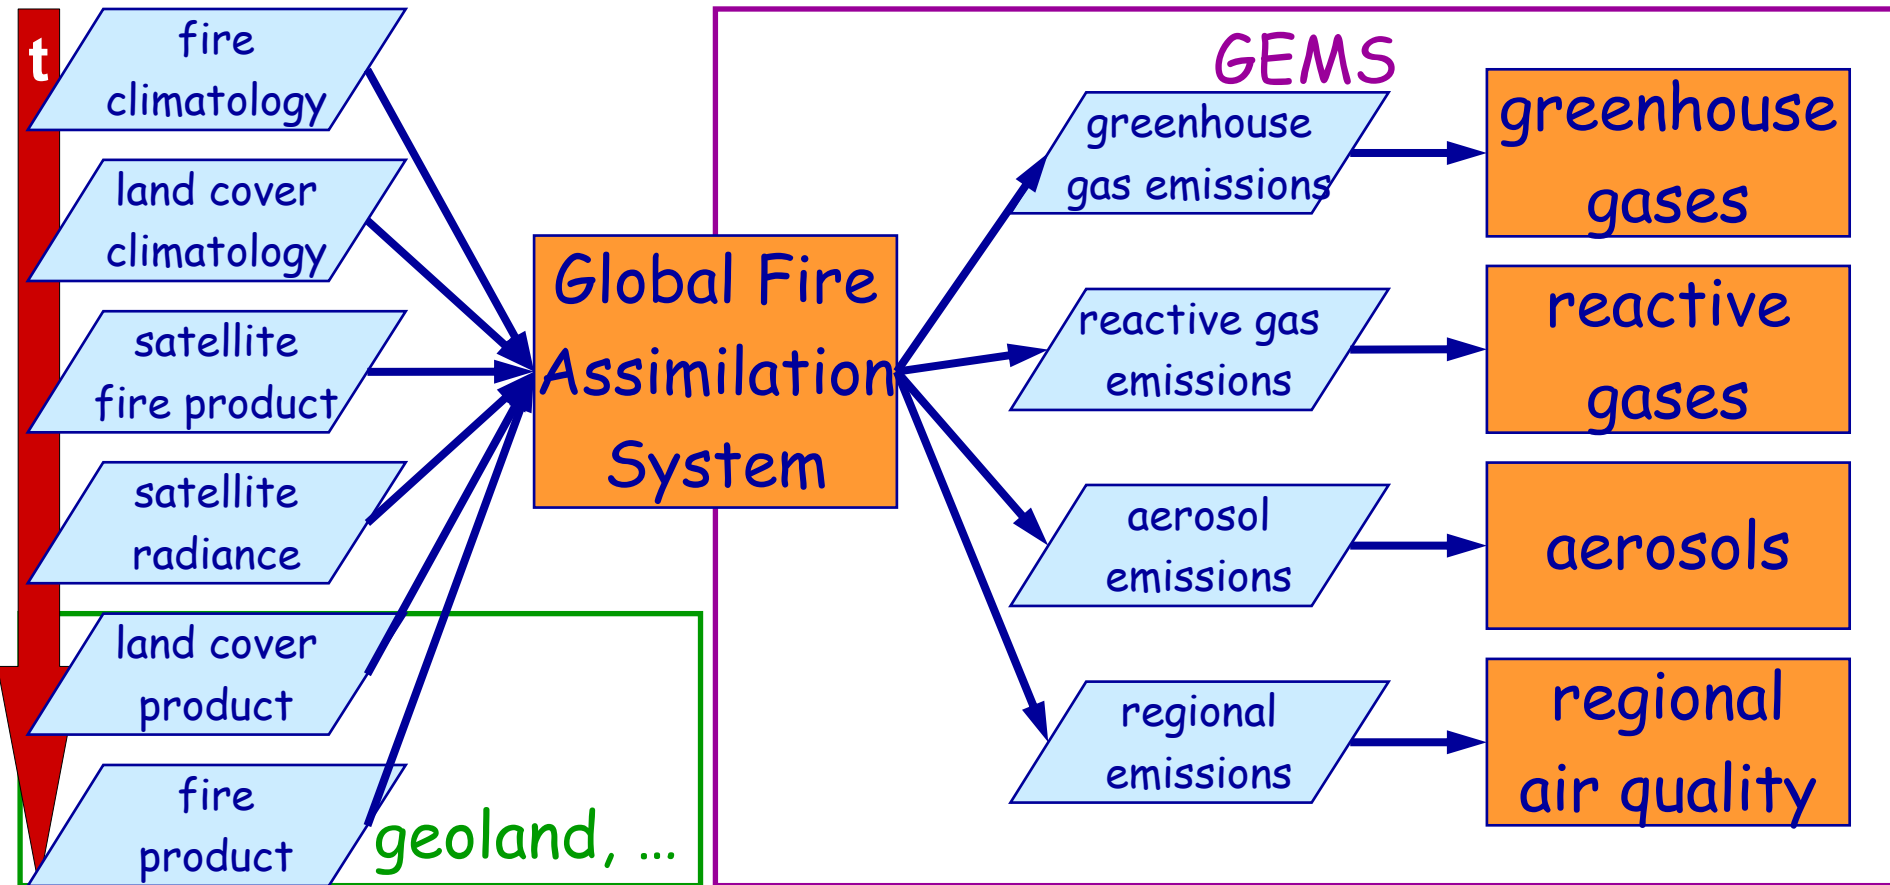 t
fire
climatology
land cover
climatology
satellite
fire product
satellite
radiance
land cover
product
fire
product
geoland, ...
Global Fire
Assimilation
System
GEMS
greenhouse
gas emissions
reactive gas
emissions
aerosol
emissions
regional
emissions
greenhouse
gases
reactive
gases
aerosols
regional
air quality